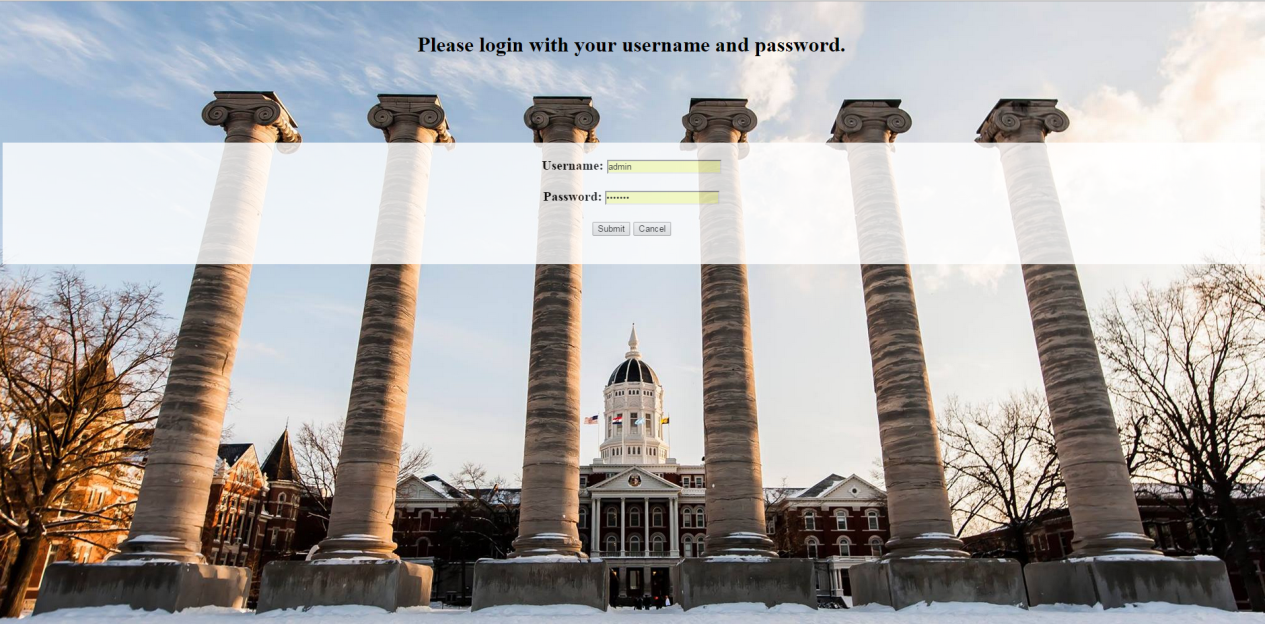 Please login with your username and password.
Username: admin
Password: •••••••
Submit Cancel